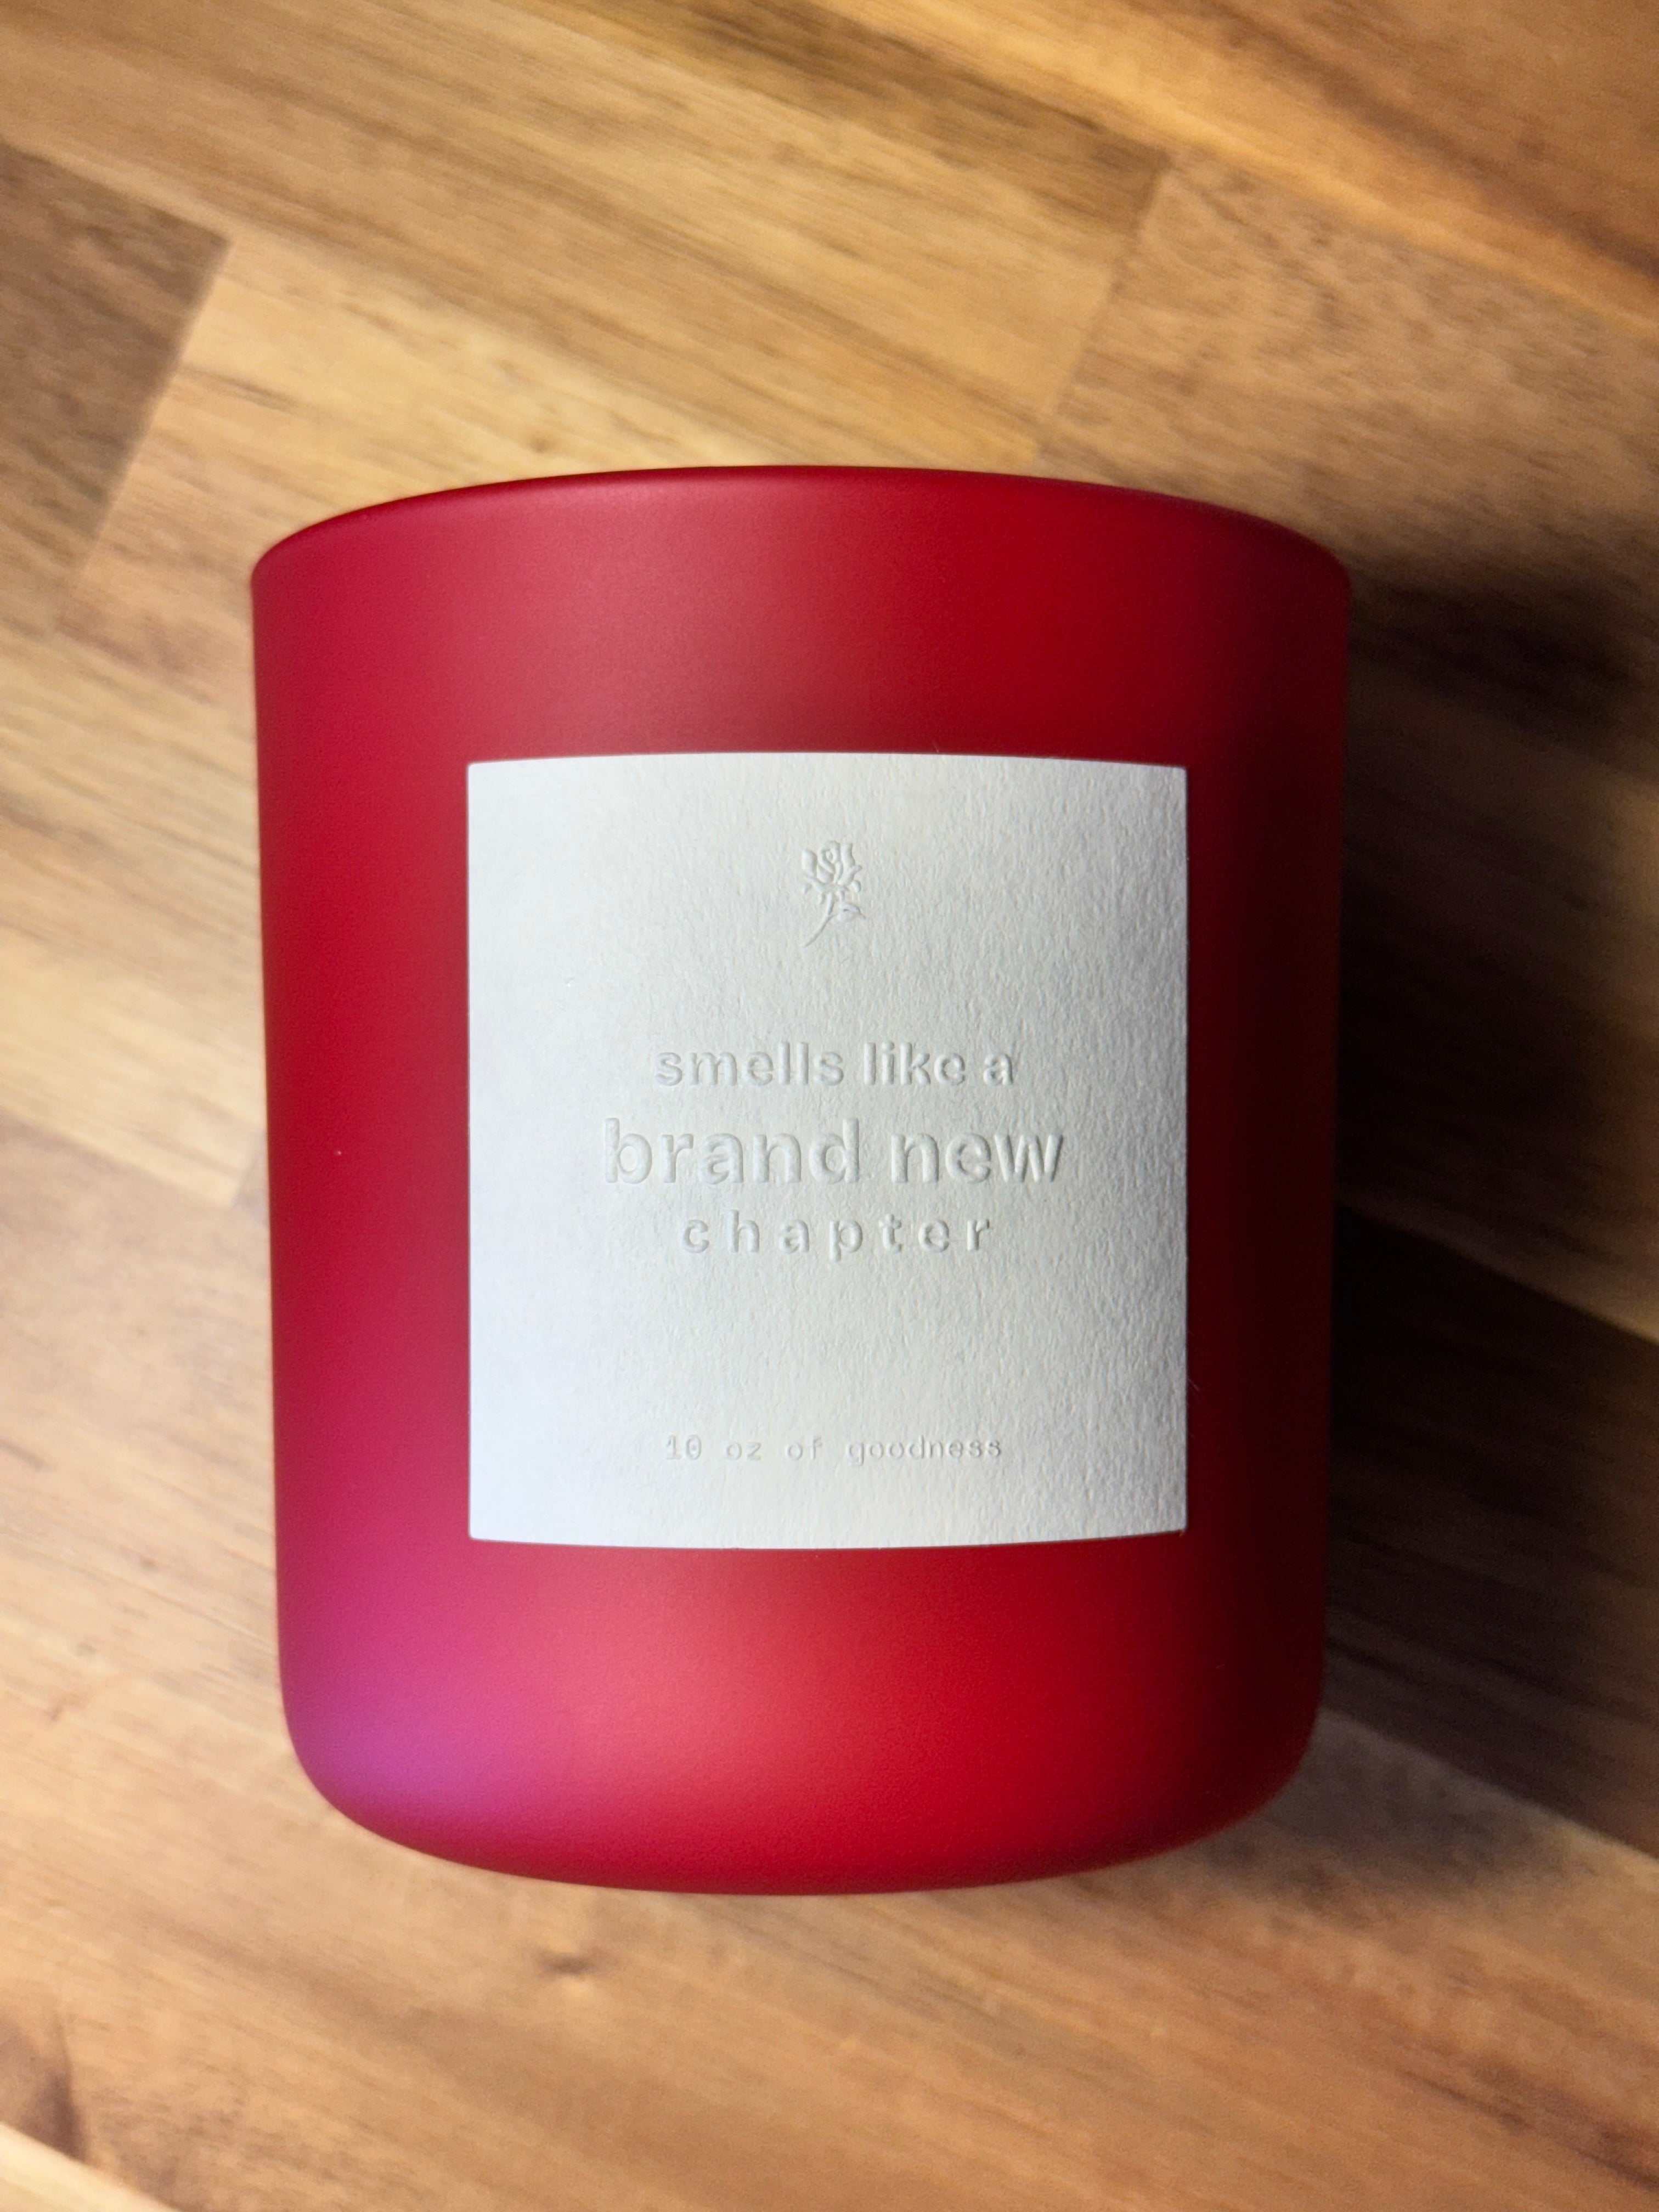 smells like a
brand new
chapter
10 oz of goodness